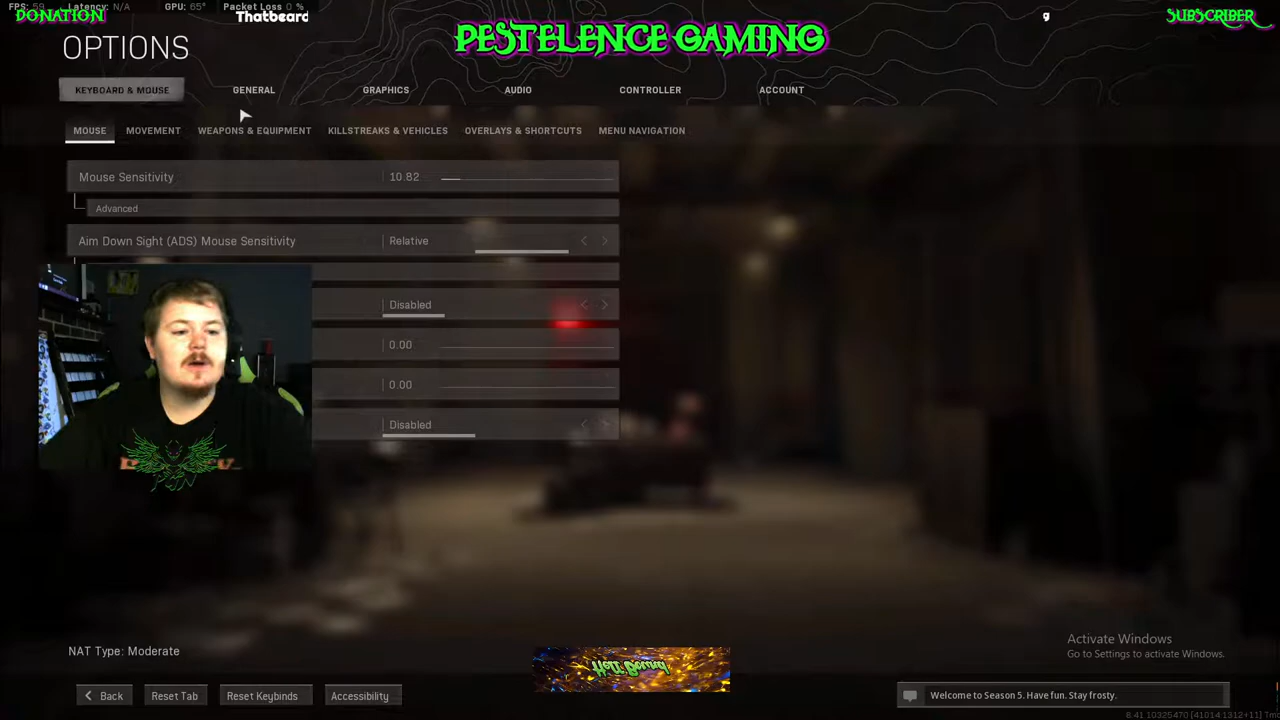 FPS: 59 Latency: N/A GPU: 65° Packet Loss 0 %
DONATION
Thatbeard
g
SUBSCRIBER
PESTELENCE GAMING
OPTIONS
KEYBOARD & MOUSE
GENERAL
GRAPHICS
AUDIO
CONTROLLER
ACCOUNT
MOUSE
MOVEMENT
WEAPONS & EQUIPMENT
KILLSTREAKS & VEHICLES
OVERLAYS & SHORTCUTS
MENU NAVIGATION
Mouse Sensitivity 10.82
Advanced
Aim Down Sight (ADS) Mouse Sensitivity Relative
Disabled
0.00
0.00
Disabled
NAT Type: Moderate
Activate Windows
Go to Settings to activate Windows.
Back
Reset Tab
Reset Keybinds
Accessibility
Welcome to Season 5. Have fun. Stay frosty.